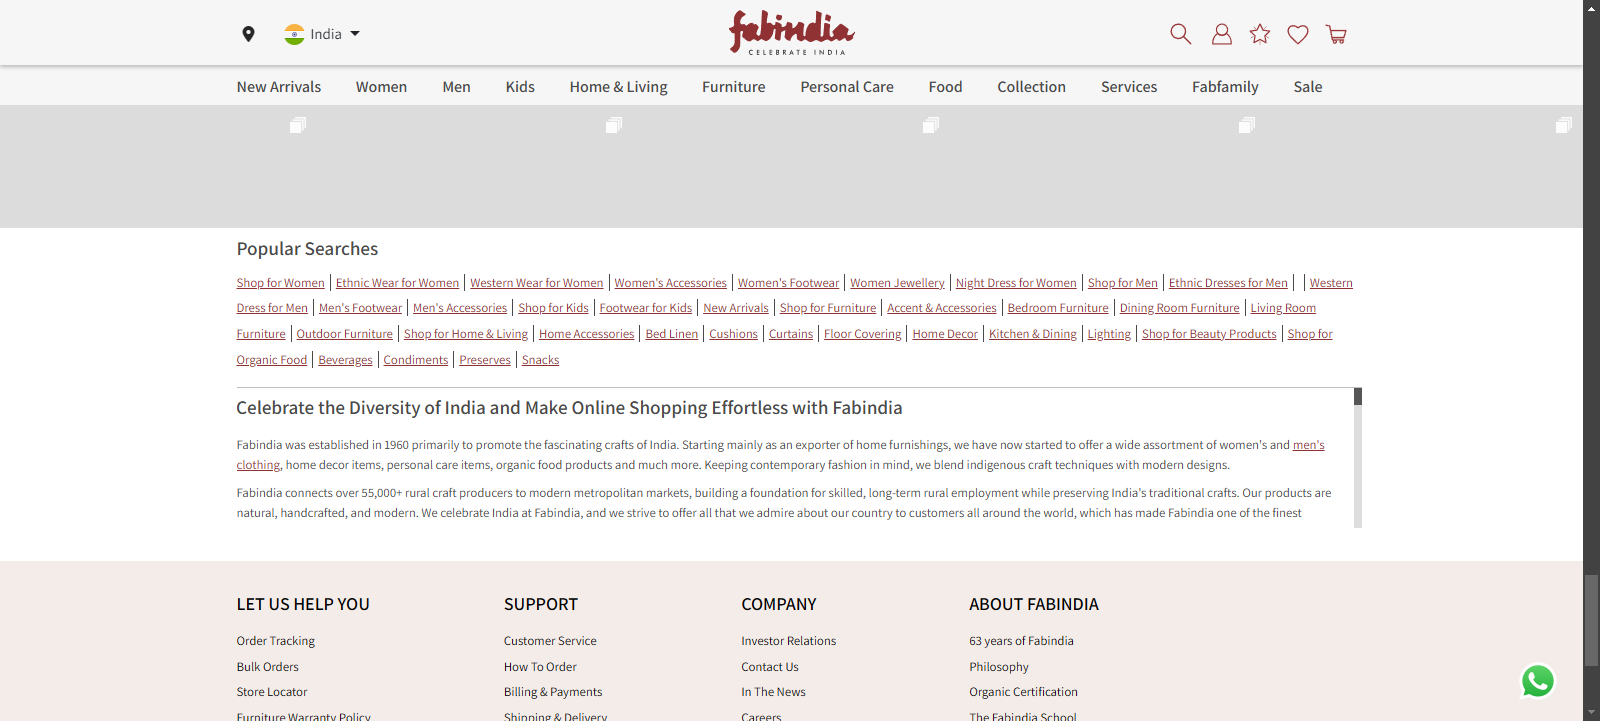 India
fabindia
CELEBRATE INDIA
New Arrivals Women Men Kids Home & Living Furniture Personal Care Food Collection Services Fabfamily Sale
Popular Searches
Shop for Women | Ethnic Wear for Women | Western Wear for Women | Women's Accessories | Women's Footwear | Women Jewellery | Night Dress for Women | Shop for Men | Ethnic Dresses for Men | | Western
Dress for Men | Men's Footwear | Men's Accessories | Shop for Kids | Footwear for Kids | New Arrivals | Shop for Furniture | Accent & Accessories | Bedroom Furniture | Dining Room Furniture | Living Room
Furniture | Outdoor Furniture | Shop for Home & Living | Home Accessories | Bed Linen | Cushions | Curtains | Floor Covering | Home Decor | Kitchen & Dining | Lighting | Shop for Beauty Products | Shop for
Organic Food | Beverages | Condiments | Preserves | Snacks
Celebrate the Diversity of India and Make Online Shopping Effortless with Fabindia
Fabindia was established in 1960 primarily to promote the fascinating crafts of India. Starting mainly as an exporter of home furnishings, we have now started to offer a wide assortment of women's and men's
clothing, home decor items, personal care items, organic food products and much more. Keeping contemporary fashion in mind, we blend indigenous craft techniques with modern designs.
Fabindia connects over 55,000+ rural craft producers to modern metropolitan markets, building a foundation for skilled, long-term rural employment while preserving India's traditional crafts. Our products are
natural, handcrafted, and modern. We celebrate India at Fabindia, and we strive to offer all that we admire about our country to customers all around the world, which has made Fabindia one of the finest
LET US HELP YOU SUPPORT COMPANY ABOUT FABINDIA
Order Tracking Customer Service Investor Relations 63 years of Fabindia
Bulk Orders How To Order Contact Us Philosophy
Store Locator Billing & Payments In The News Organic Certification
Furniture Warranty Policy Shipping & Delivery Careers The Fabindia School